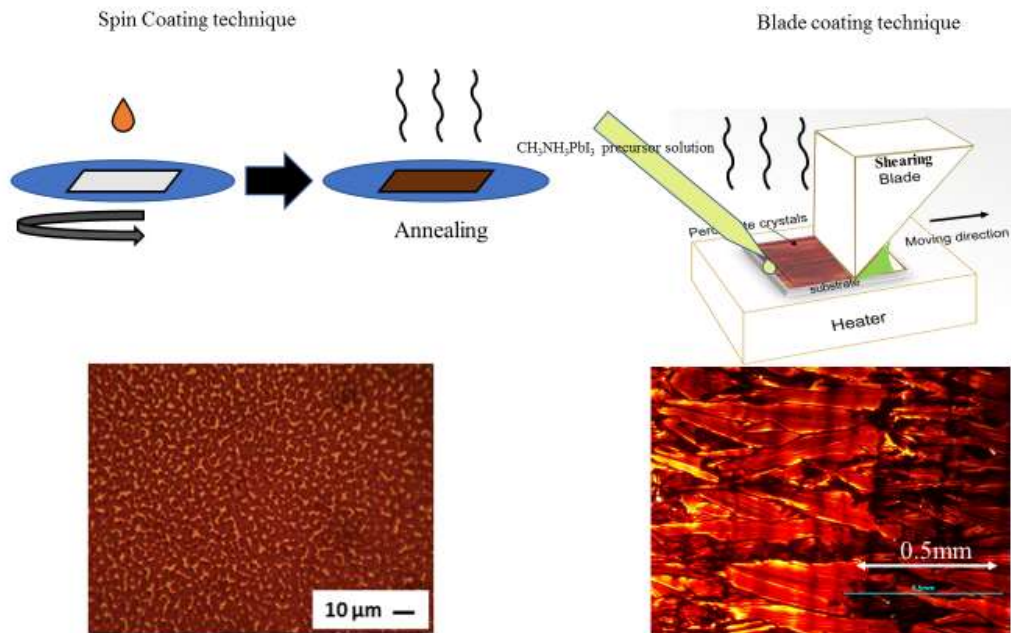 Spin Coating technique
Blade coating technique
CH₃NH₃PbI₃ precursor solution
Shearing
Blade
Annealing
crystals
Moving direction
substrate
Heater
10 µm
0.5mm